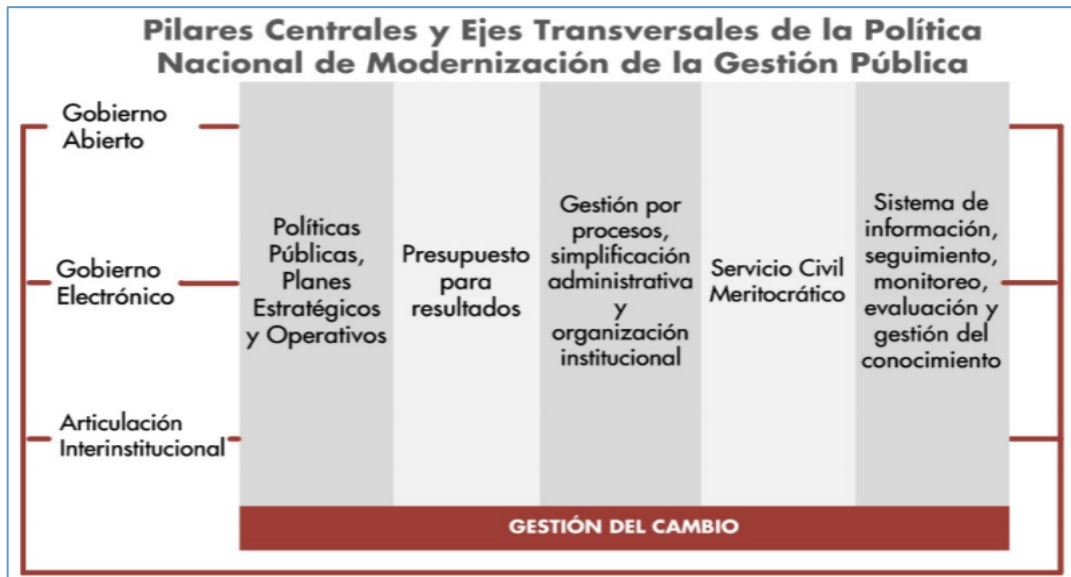 Pilares Centrales y Ejes Transversales de la Política
Nacional de Modernización de la Gestión Pública
Gobierno
Abierto
Gobierno
Electrónico
Articulación
Interinstitucional
Políticas
Públicas,
Planes
Estratégicos
y Operativos
Presupuesto
para
resultados
Gestión por
procesos,
simplificación
administrativa
y
organización
institucional
Servicio Civil
Meritocrático
Sistema de
información,
seguimiento,
monitoreo,
evaluación y
gestión del
conocimiento
GESTIÓN DEL CAMBIO